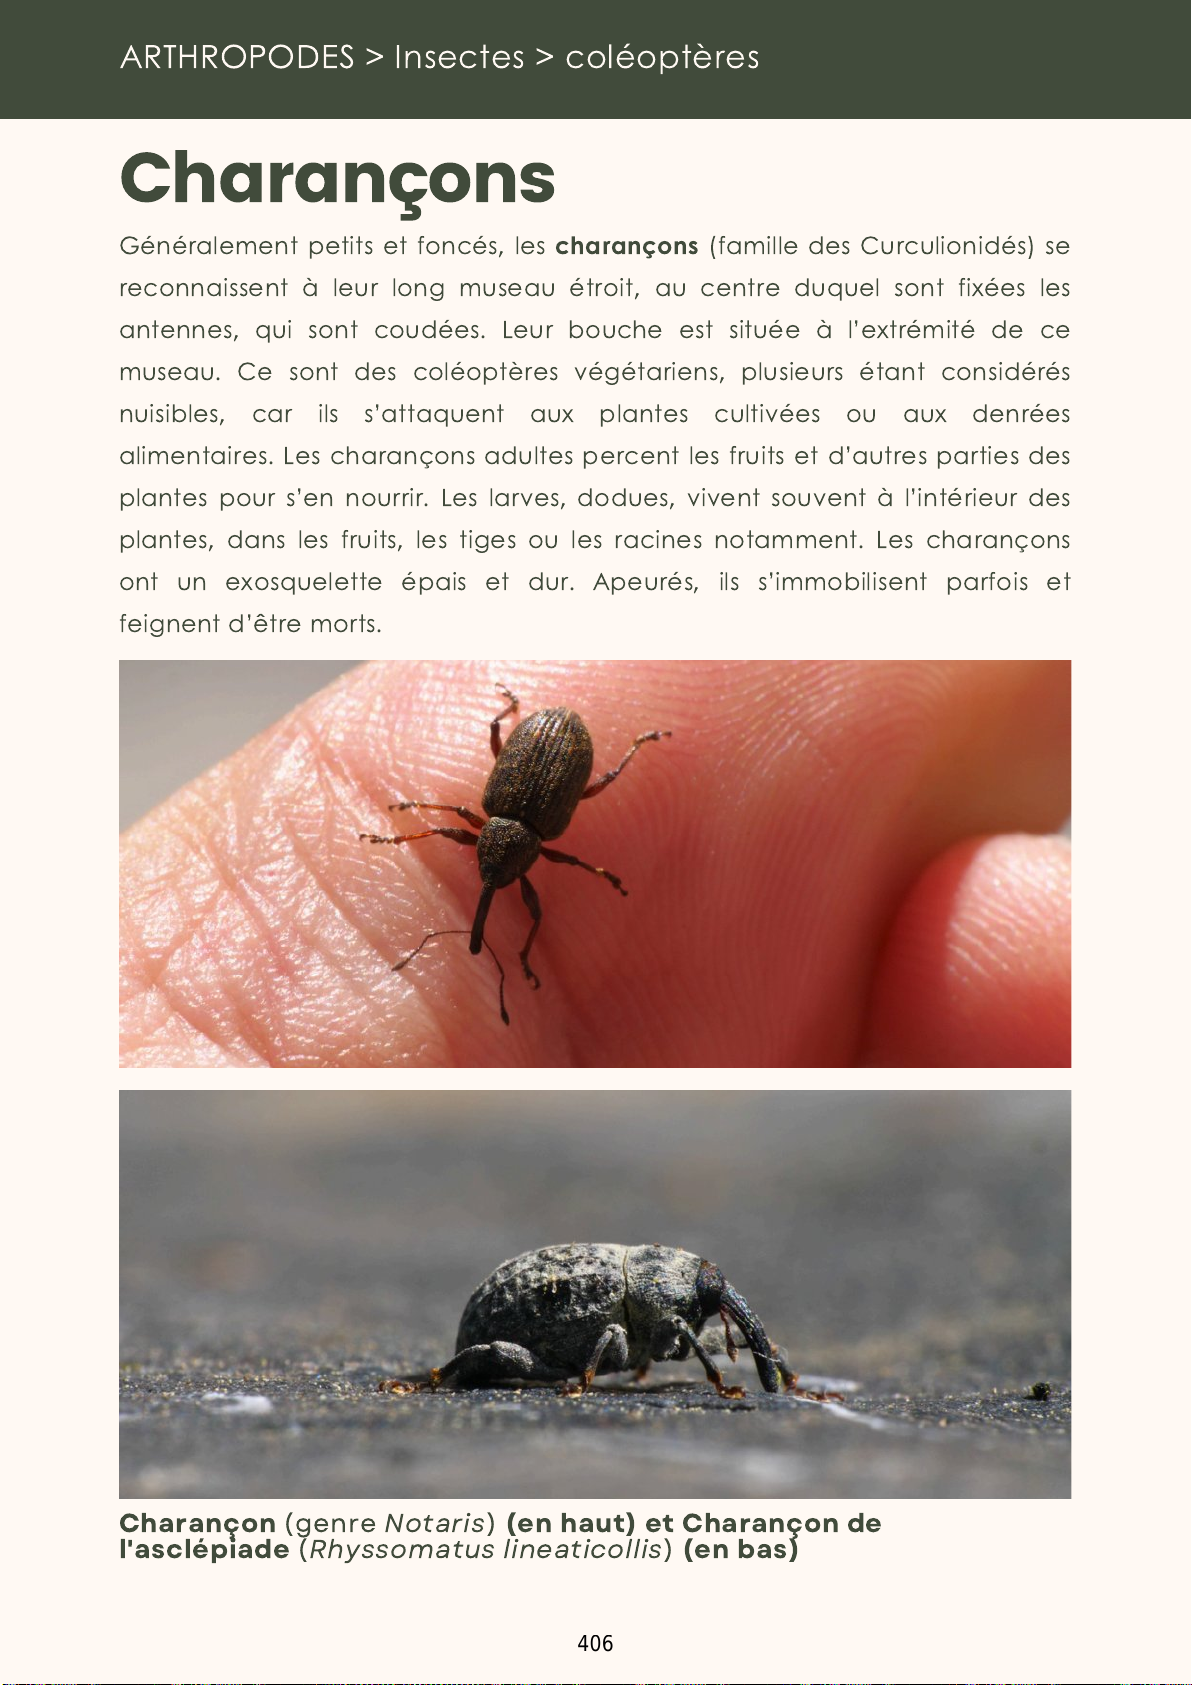 ARTHROPODES > Insectes > coléoptères
Charançons
Généralement petits et foncés, les charançons (famille des Curculionidés) se
reconnaissent à leur long museau étroit, au centre duquel sont fixées les
antennes, qui sont coudées. Leur bouche est située à l'extrémité de ce
museau. Ce sont des coléoptères végétariens, plusieurs étant considérés
nuisibles, car ils s'attaquent aux plantes cultivées ou aux denrées
alimentaires. Les charançons adultes percent les fruits et d'autres parties des
plantes pour s'en nourrir. Les larves, dodues, vivent souvent à l'intérieur des
plantes, dans les fruits, les tiges ou les racines notamment. Les charançons
ont un exosquelette épais et dur. Apeurés, ils s'immobilisent parfois et
feignent d'être morts.
Charançon (genre Notaris) (en haut) et Charançon de
l'asclépiade (Rhyssomatus lineaticollis) (en bas)
406